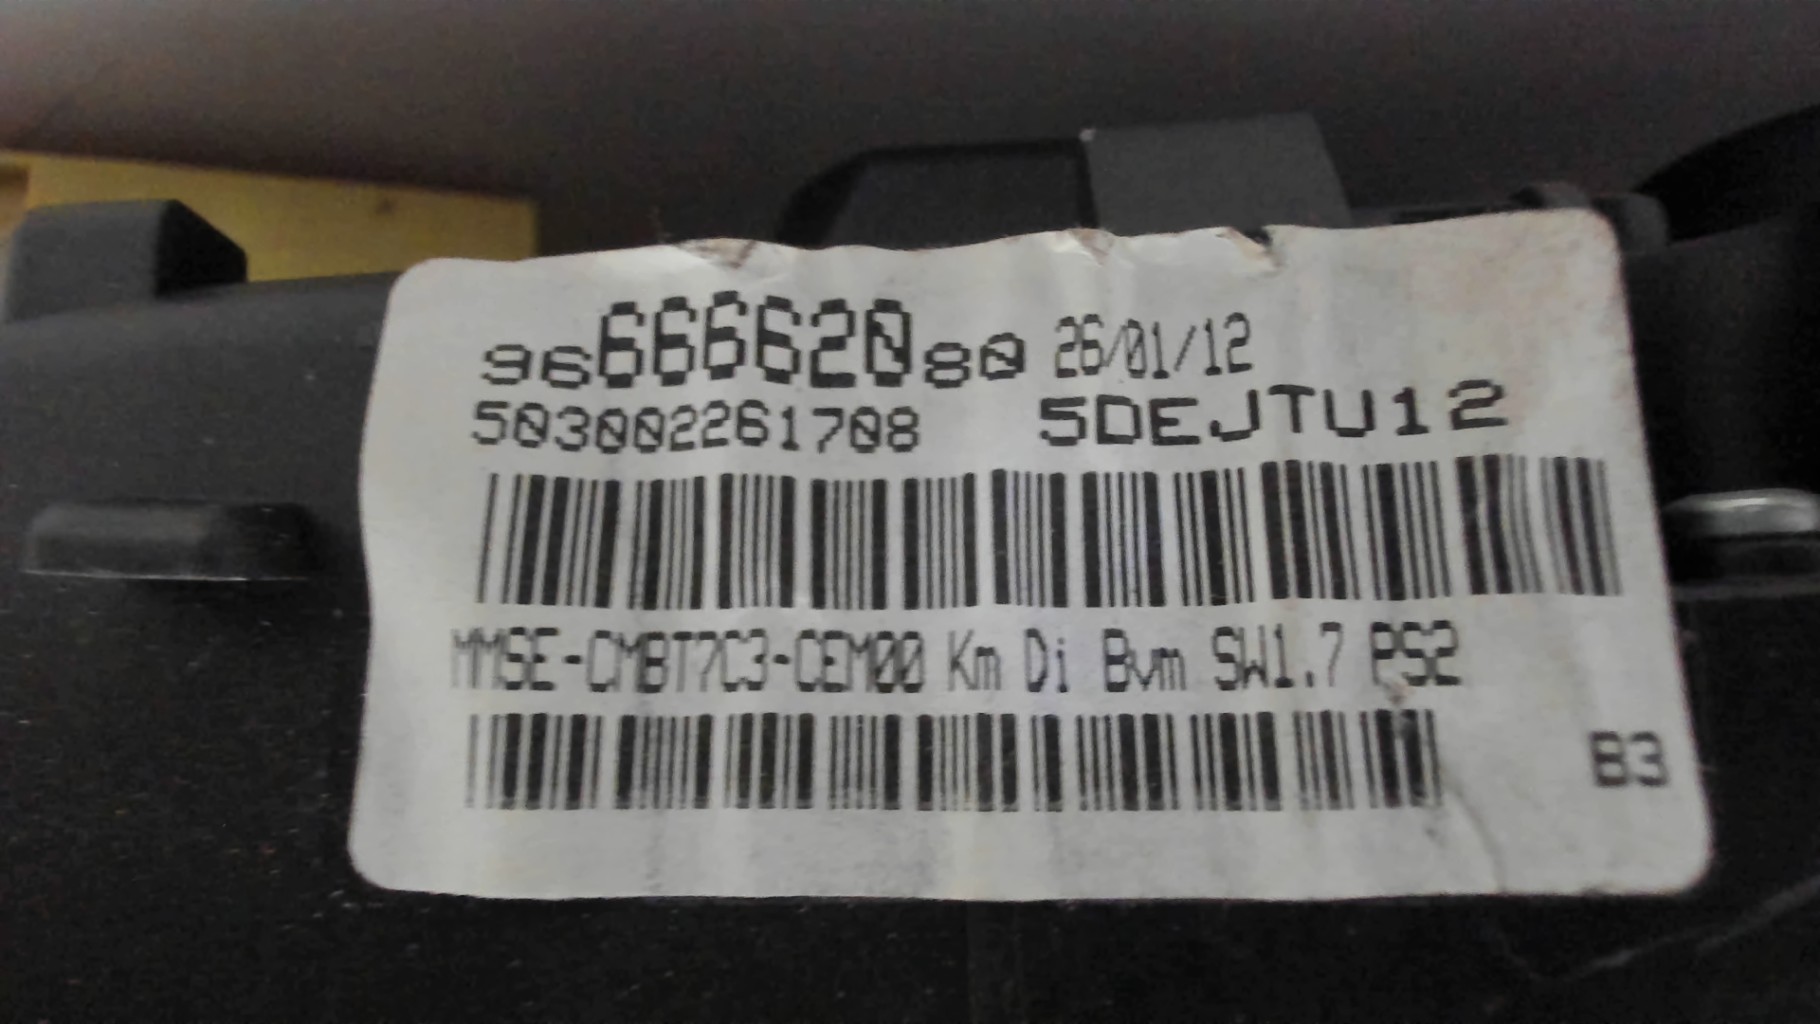 9666662080 26/01/12
503002261708 5DEJTU12
MMSE-CMBT7C3-CEM00 Km Di Bvm SW1.7 PS2
B3